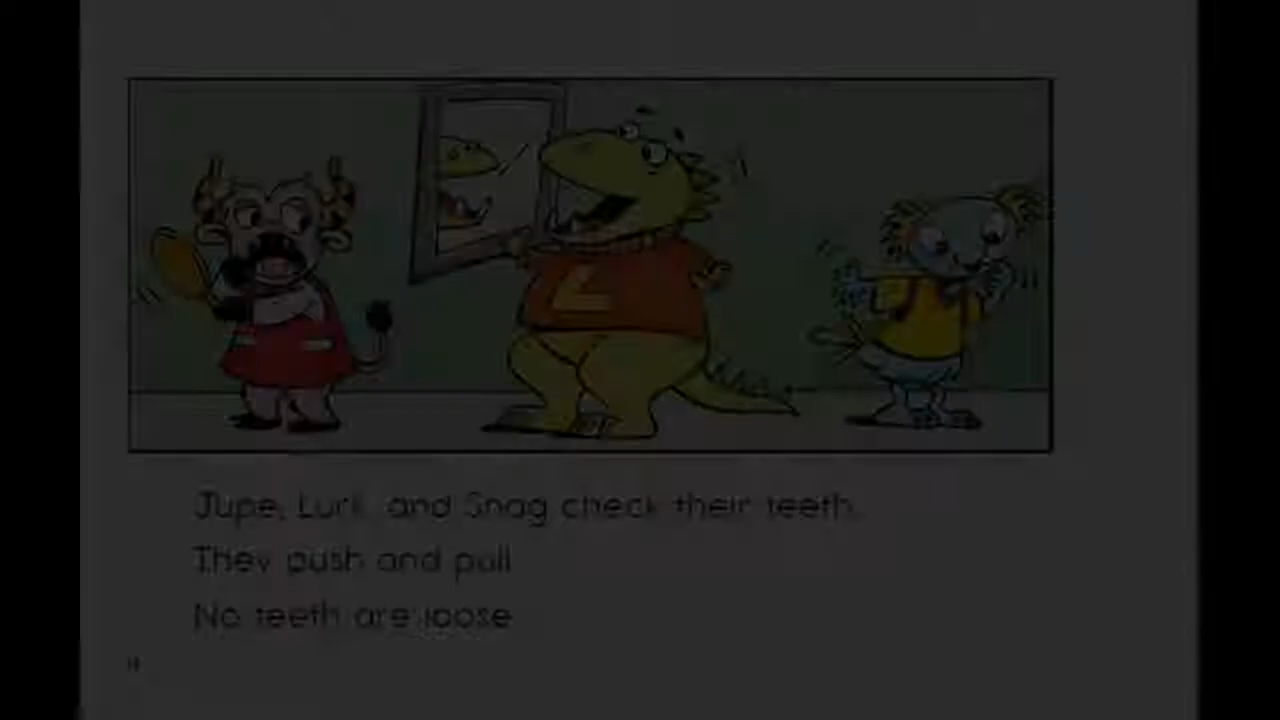 Jupe, Lurk, and Snag check their teeth.
They push and pull.
No teeth are loose.